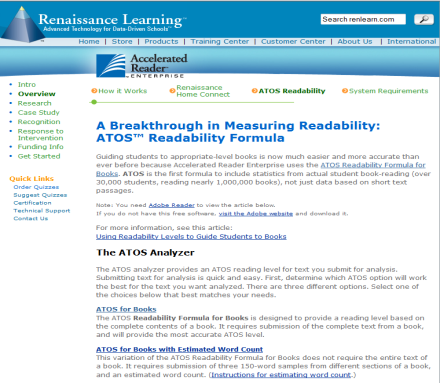 Renaissance Learning™
Advanced Technology for Data-Driven Schools™
Search renlearn.com
Home | Store | Products | Training Center | Customer Center | About Us | International
Accelerated
Reader™
ENTERPRISE
• Intro
• Overview
• Research
• Case Study
• Recognition
• Response to
Intervention
• Funding Info
• Get Started
Quick Links
Order Quizzes
Suggest Quizzes
Certification
Technical Support
Contact Us
How it Works
Renaissance
Home Connect
ATOS Readability
System Requirements
A Breakthrough in Measuring Readability:
ATOS™ Readability Formula
Guiding students to appropriate-level books is now much easier and more accurate than
ever before because Accelerated Reader Enterprise uses the ATOS Readability Formula for
Books. ATOS is the first formula to include statistics from actual student book-reading (over
30,000 students, reading nearly 1,000,000 books), not just data based on short text
passages.
Note: You need Adobe Reader to view the article below.
If you do not have this free software, visit the Adobe website and download it.
For more information, see this article:
Using Readability Levels to Guide Students to Books
The ATOS Analyzer
The ATOS analyzer provides an ATOS reading level for text you submit for analysis.
Submitting text for analysis is quick and easy. First, determine which ATOS option will work
the best for the text you want analyzed. There are three different options. Select one of
the choices below that best matches your needs.
ATOS for Books
The ATOS Readability Formula for Books is designed to provide a reading level based on
the complete contents of a book. It requires submission of the complete text from a book,
and will provide the most accurate ATOS level.
ATOS for Books with Estimated Word Count
This variation of the ATOS Readability Formula for Books does not require the entire text of
a book. It requires submission of three 150-word samples from different sections of a book,
and an estimated word count. (Instructions for estimating word count.)